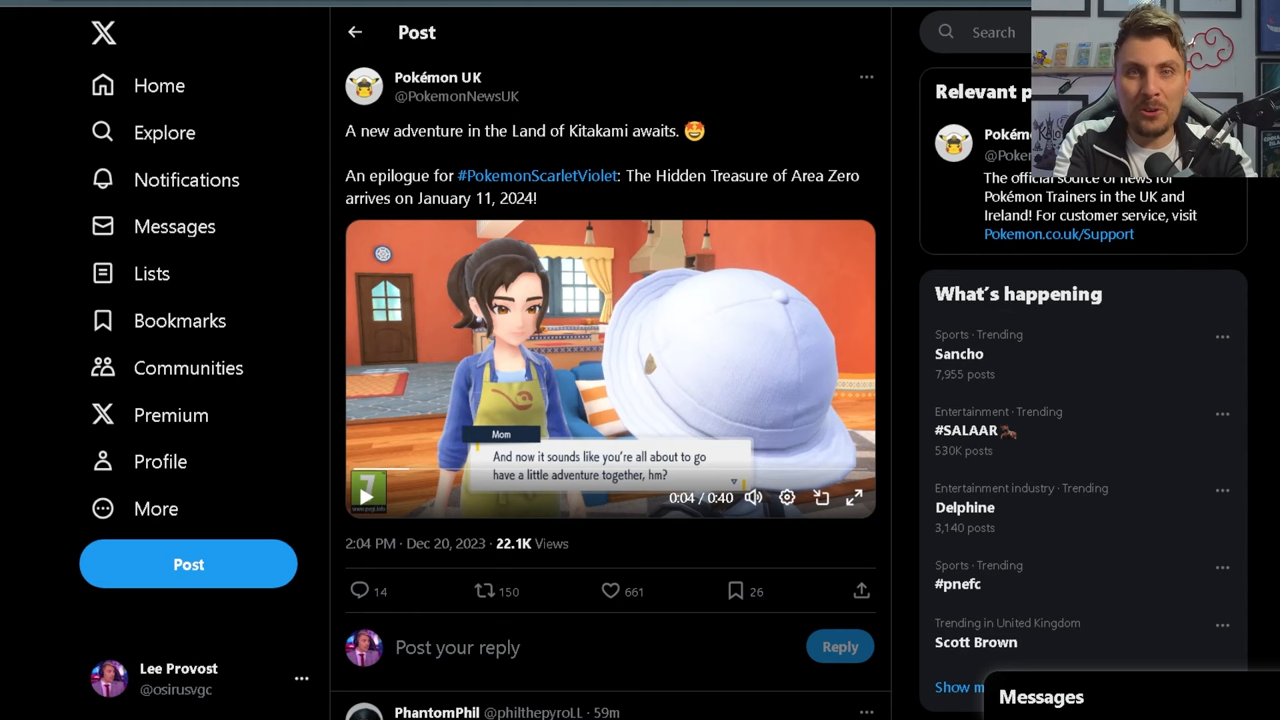 Home
Explore
Notifications
Messages
Lists
Bookmarks
Communities
Premium
Profile
More
Post
Lee Provost
@osirusvgc
Post
Pokémon UK
@PokemonNewsUK
A new adventure in the Land of Kitakami awaits. 🤩
An epilogue for #PokemonScarletViolet: The Hidden Treasure of Area Zero
arrives on January 11, 2024!
Mom
And now it sounds like you're all about to go
have a little adventure together, hm?
7
www.pegi.info
0:04 / 0:40
2:04 PM · Dec 20, 2023 · 22.1K Views
14
150
661
26
Post your reply
Reply
PhantomPhil @philthepyroLL · 59m
Search
Relevant p
Pokém
@Poker
The official source of news for
Pokémon Trainers in the UK and
Ireland! For customer service, visit
Pokemon.co.uk/Support
What's happening
Sports · Trending
Sancho
7,955 posts
Entertainment · Trending
#SALAAR
530K posts
Entertainment industry · Trending
Delphine
3,140 posts
Sports · Trending
#pnefc
Trending in United Kingdom
Scott Brown
Show m
Messages